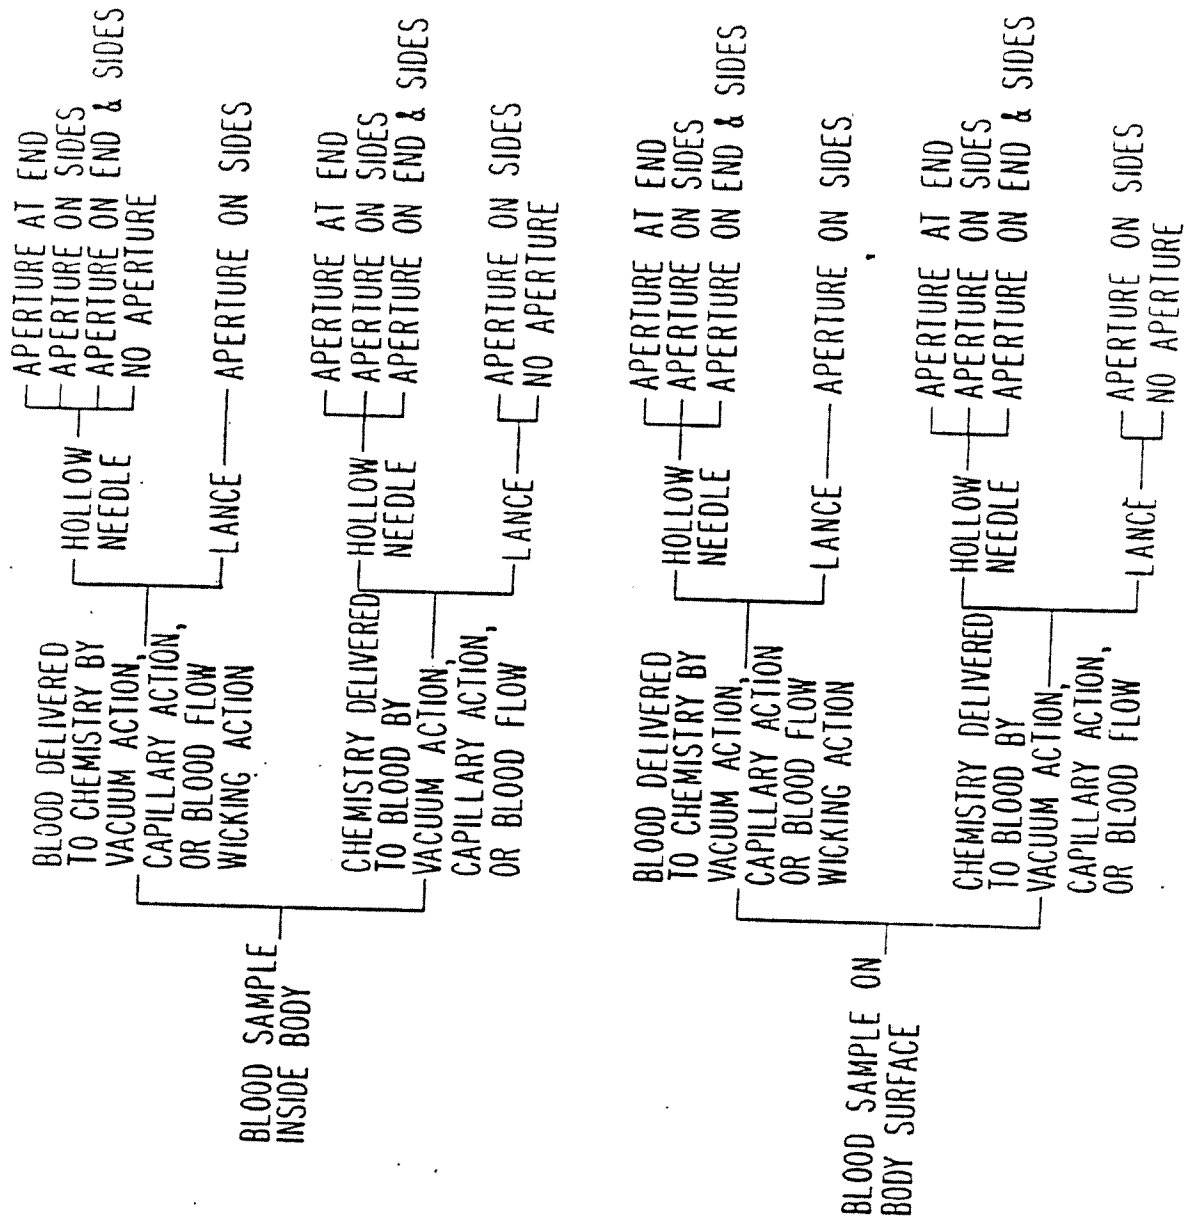 BLOOD SAMPLE
INSIDE BODY
BLOOD DELIVERED
TO CHEMISTRY BY
VACUUM ACTION,
CAPILLARY ACTION,
OR BLOOD FLOW
WICKING ACTION
HOLLOW
NEEDLE
APERTURE AT END
APERTURE ON SIDES
APERTURE ON END & SIDES
NO APERTURE
LANCE
APERTURE ON SIDES
CHEMISTRY DELIVERED
TO BLOOD BY
VACUUM ACTION,
CAPILLARY ACTION,
OR BLOOD FLOW
HOLLOW
NEEDLE
APERTURE AT END
APERTURE ON SIDES
APERTURE ON END & SIDES
LANCE
APERTURE ON SIDES
NO APERTURE
BLOOD SAMPLE ON
BODY SURFACE
BLOOD DELIVERED
TO CHEMISTRY BY
VACUUM ACTION,
CAPILLARY ACTION
OR BLOOD FLOW
WICKING ACTION
HOLLOW
NEEDLE
APERTURE AT END
APERTURE ON SIDES
APERTURE ON END & SIDES
LANCE
APERTURE ON SIDES
CHEMISTRY DELIVERED
TO BLOOD BY
VACUUM ACTION,
CAPILLARY ACTION,
OR BLOOD FLOW
HOLLOW
NEEDLE
APERTURE AT END
APERTURE ON SIDES
APERTURE ON END & SIDES
LANCE
APERTURE ON SIDES
NO APERTURE